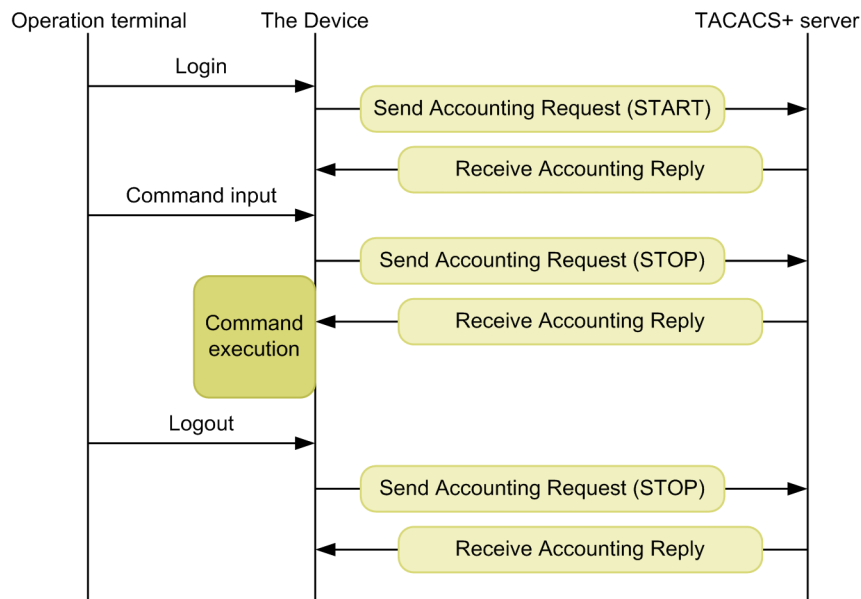 Operation terminal
The Device
TACACS+ server
Login
Send Accounting Request (START)
Receive Accounting Reply
Command input
Send Accounting Request (STOP)
Command
execution
Receive Accounting Reply
Logout
Send Accounting Request (STOP)
Receive Accounting Reply